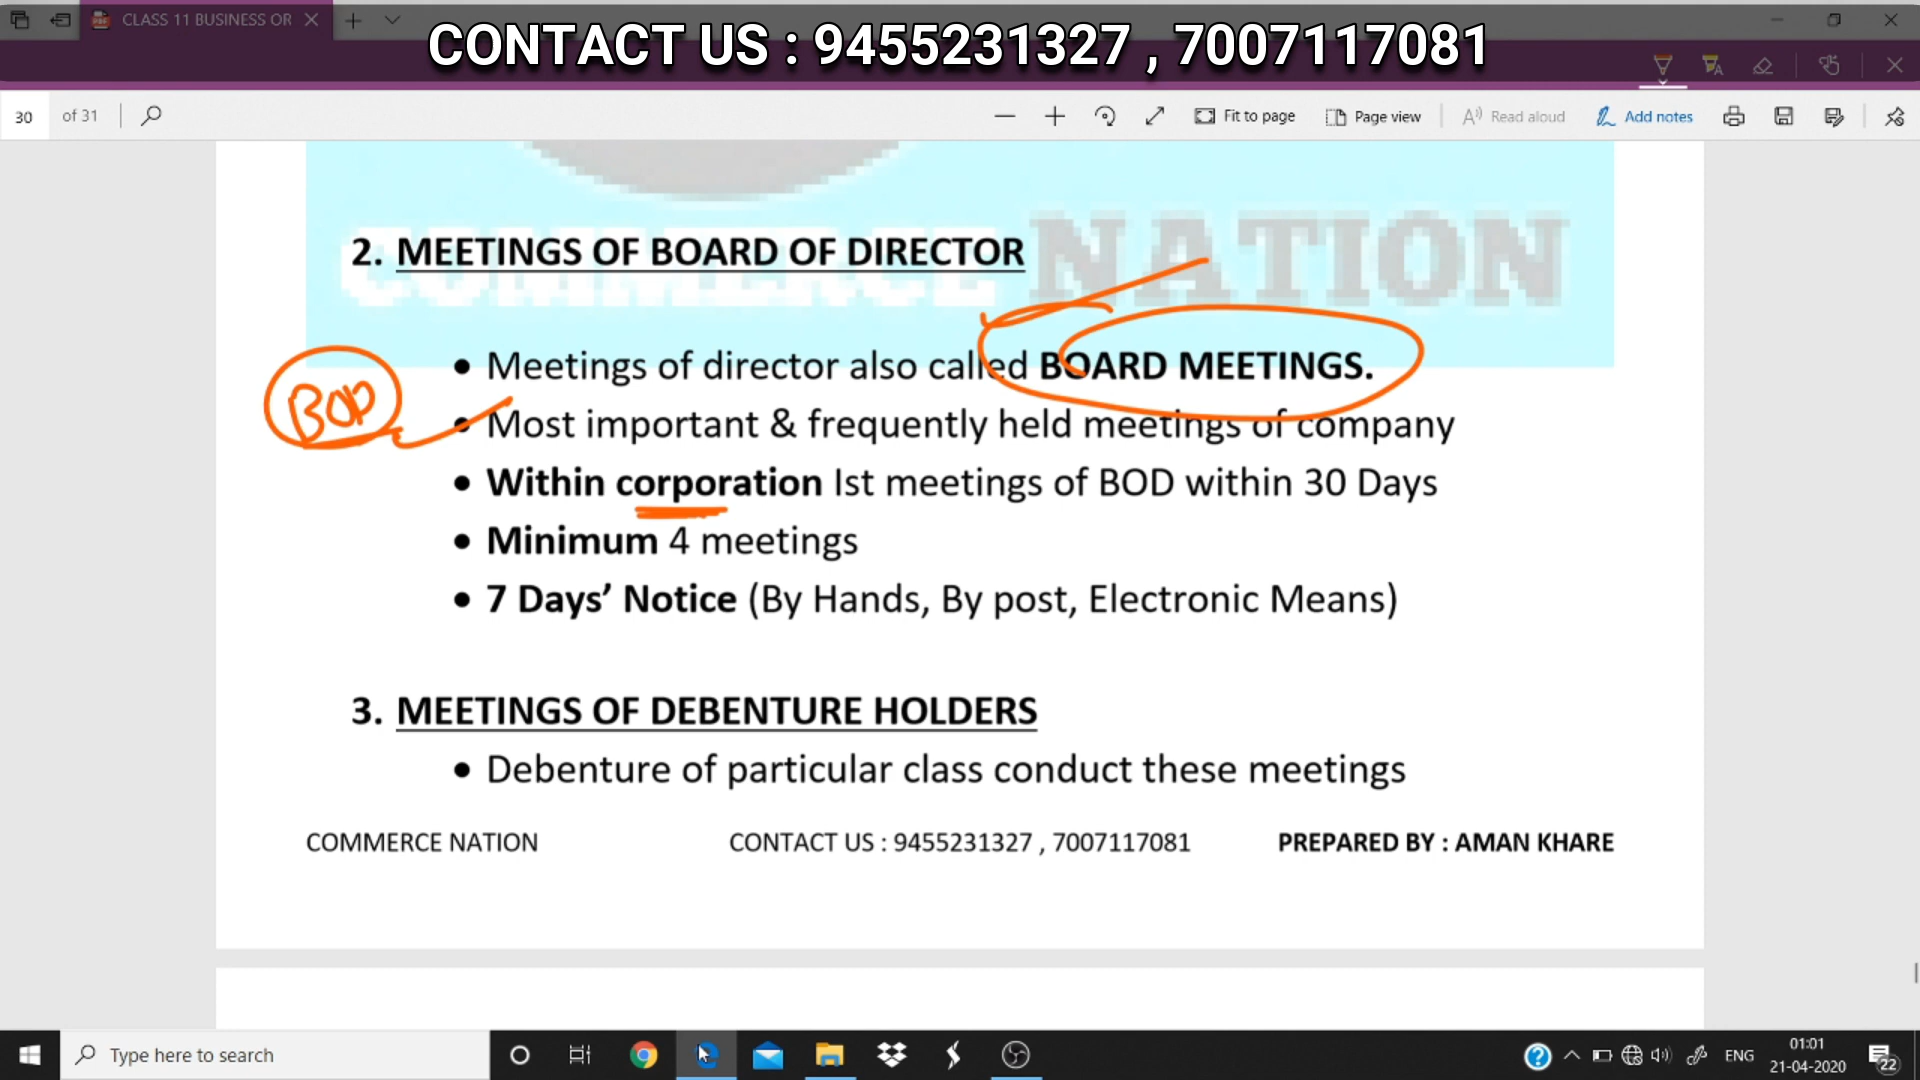 CLASS 11 BUSINESS OR
CONTACT US : 9455231327 , 7007117081
30 of 31 Fit to page Page view Read aloud Add notes
COMMERCE NATION
2. MEETINGS OF BOARD OF DIRECTOR
• Meetings of director also called BOARD MEETINGS.
BOD
• Most important & frequently held meetings of company
• Within corporation Ist meetings of BOD within 30 Days
• Minimum 4 meetings
• 7 Days’ Notice (By Hands, By post, Electronic Means)
3. MEETINGS OF DEBENTURE HOLDERS
• Debenture of particular class conduct these meetings
COMMERCE NATION CONTACT US : 9455231327 , 7007117081 PREPARED BY : AMAN KHARE
Type here to search ENG 01:01
21-04-2020 22